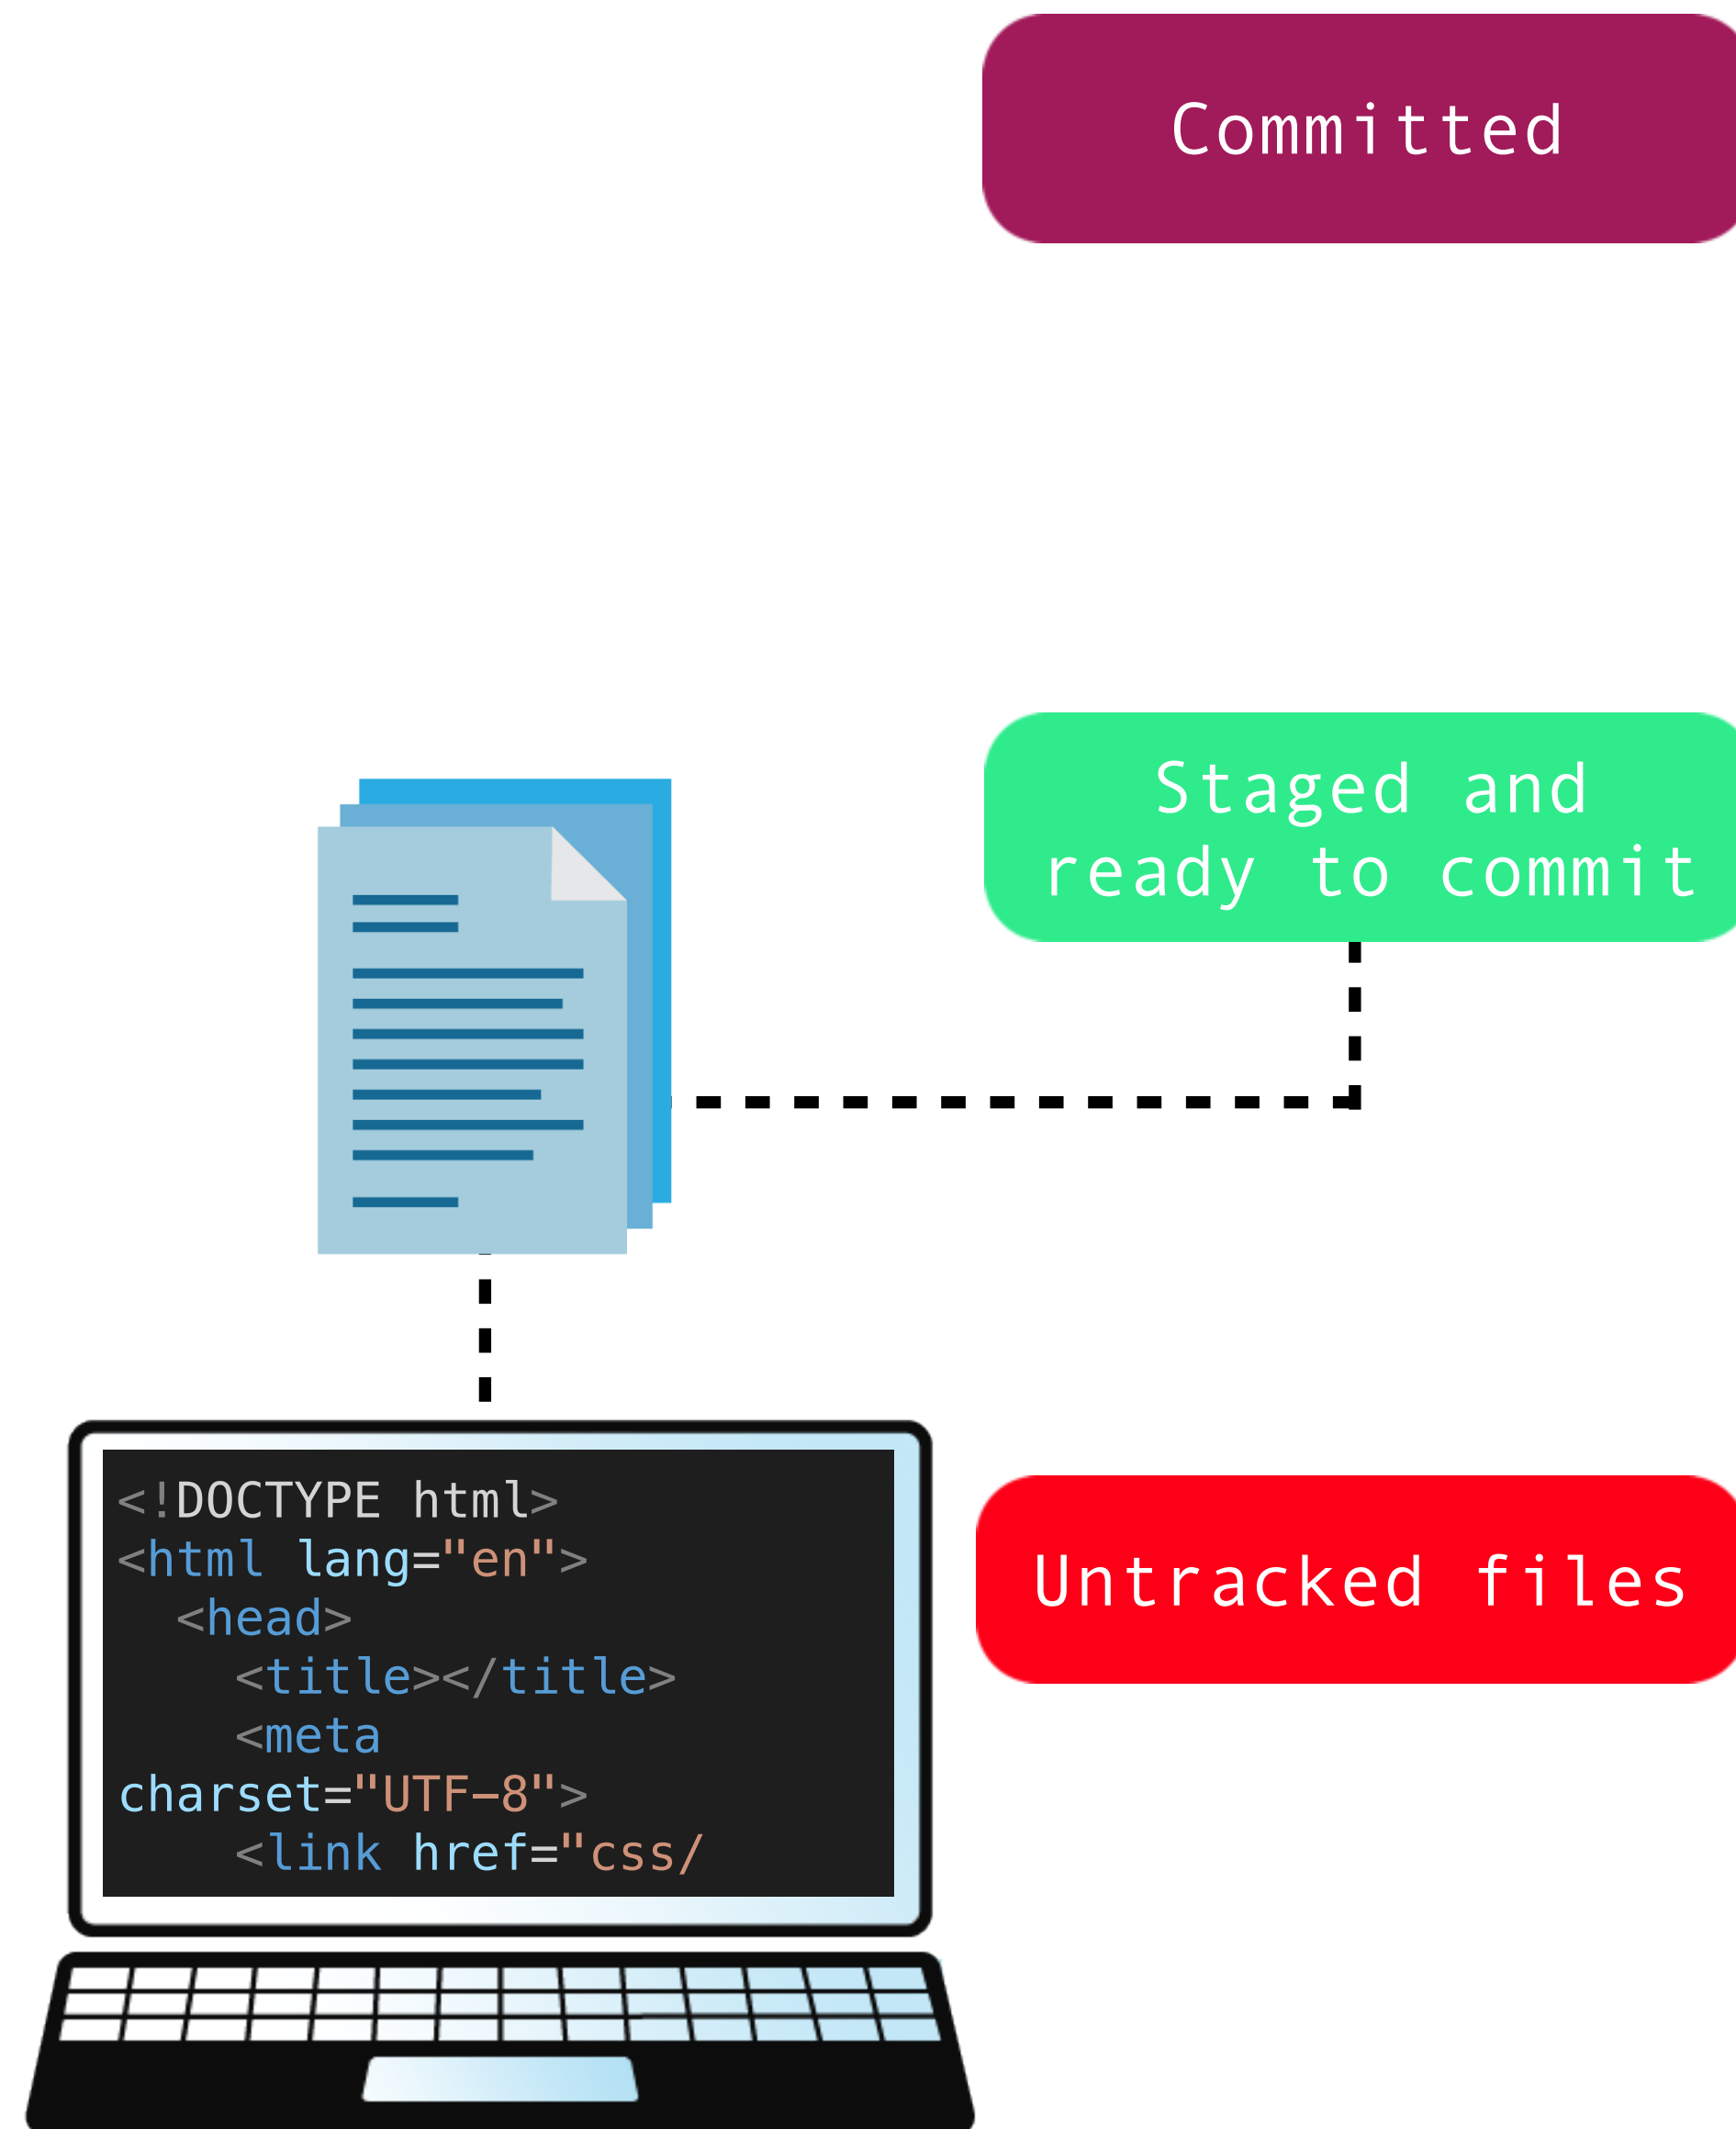 Committed
Staged and
ready to commit
<!DOCTYPE html>
<html lang="en">
  <head>
    <title></title>
    <meta
charset="UTF-8">
    <link href="css/
Untracked files